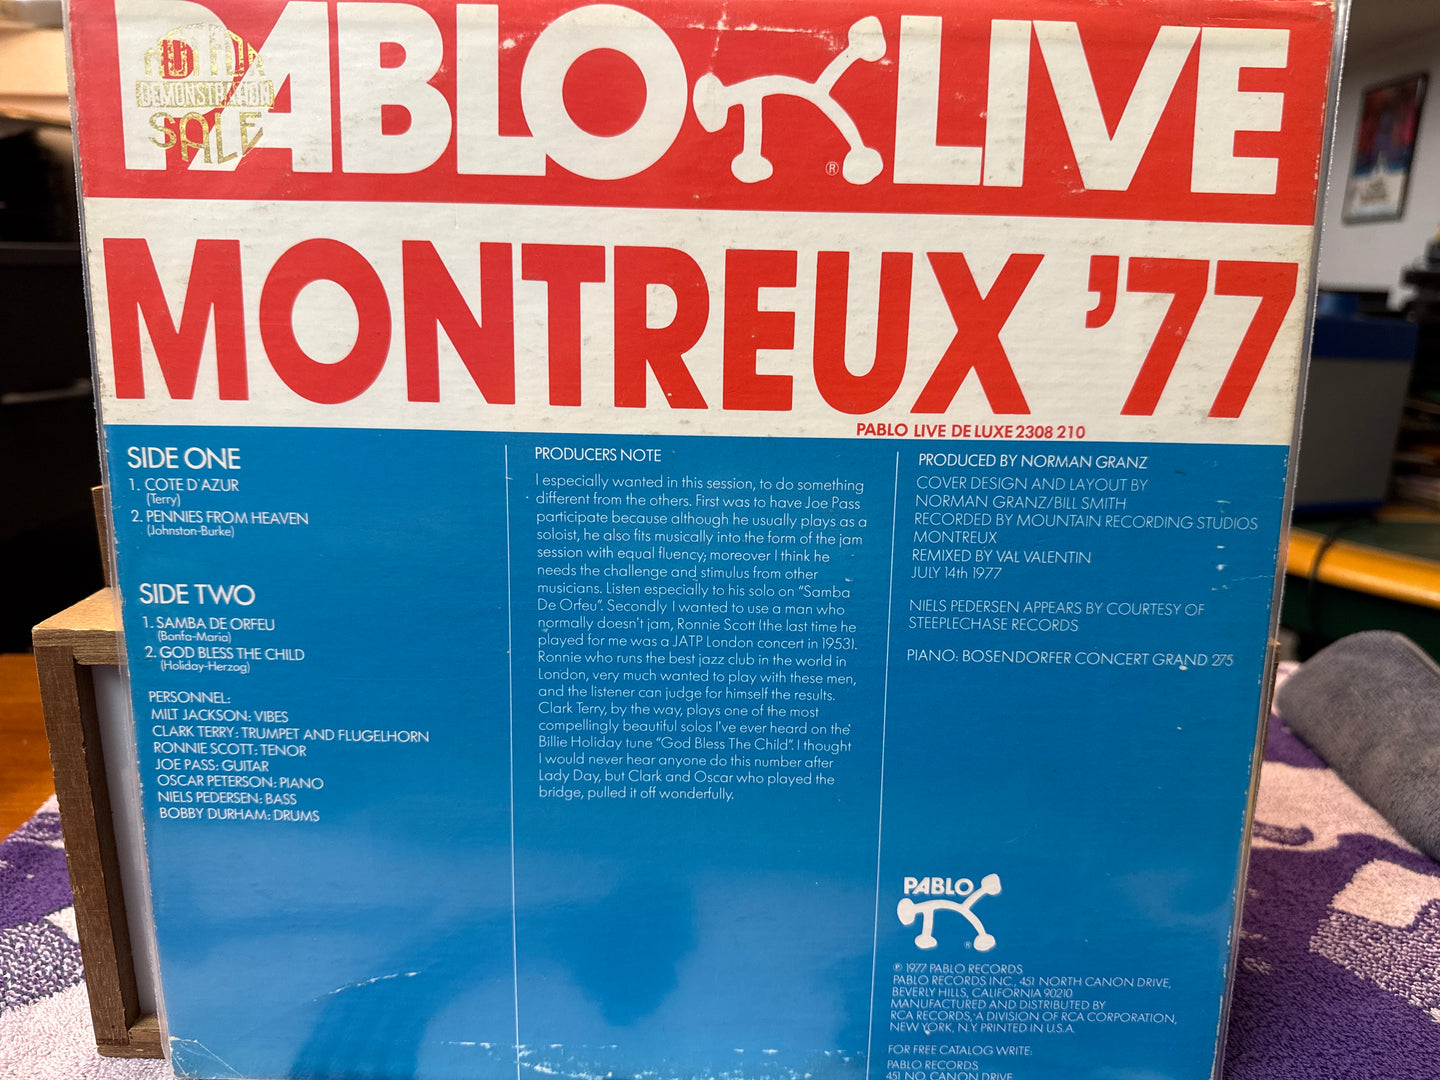 PABLO LIVE
NOT FOR
DEMONSTRATION
SALE
®
MONTREUX '77
PABLO LIVE DE LUXE 2308 210
SIDE ONE
1. COTE D'AZUR
(Terry)
2. PENNIES FROM HEAVEN
(Johnston-Burke)
SIDE TWO
1. SAMBA DE ORFEU
(Bonfa-Maria)
2. GOD BLESS THE CHILD
(Holiday-Herzog)
PERSONNEL:
MILT JACKSON: VIBES
CLARK TERRY: TRUMPET AND FLUGELHORN
RONNIE SCOTT: TENOR
JOE PASS: GUITAR
OSCAR PETERSON: PIANO
NIELS PEDERSEN: BASS
BOBBY DURHAM: DRUMS
PRODUCERS NOTE
I especially wanted in this session, to do something
different from the others. First was to have Joe Pass
participate because although he usually plays as a
soloist, he also fits musically into the form of the jam
session with equal fluency; moreover I think he
needs the challenge and stimulus from other
musicians. Listen especially to his solo on "Samba
De Orfeu". Secondly I wanted to use a man who
normally doesn't jam, Ronnie Scott (the last time he
played for me was a JATP London concert in 1953).
Ronnie who runs the best jazz club in the world in
London, very much wanted to play with these men,
and the listener can judge for himself the results.
Clark Terry, by the way, plays one of the most
compellingly beautiful solos I've ever heard on the
Billie Holiday tune "God Bless The Child". I thought
I would never hear anyone do this number after
Lady Day, but Clark and Oscar who played the
bridge, pulled it off wonderfully.
PRODUCED BY NORMAN GRANZ
COVER DESIGN AND LAYOUT BY
NORMAN GRANZ/BILL SMITH
RECORDED BY MOUNTAIN RECORDING STUDIOS
MONTREUX
REMIXED BY VAL VALENTIN
JULY 14th 1977
NIELS PEDERSEN APPEARS BY COURTESY OF
STEEPLECHASE RECORDS
PIANO: BOSENDORFER CONCERT GRAND 275
PABLO
®
℗ 1977 PABLO RECORDS
PABLO RECORDS INC., 451 NORTH CANON DRIVE,
BEVERLY HILLS, CALIFORNIA 90210
MANUFACTURED AND DISTRIBUTED BY
RCA RECORDS, A DIVISION OF RCA CORPORATION,
NEW YORK, N.Y. PRINTED IN U.S.A.
FOR FREE CATALOG WRITE:
PABLO RECORDS
451 NO. CANON DRIVE